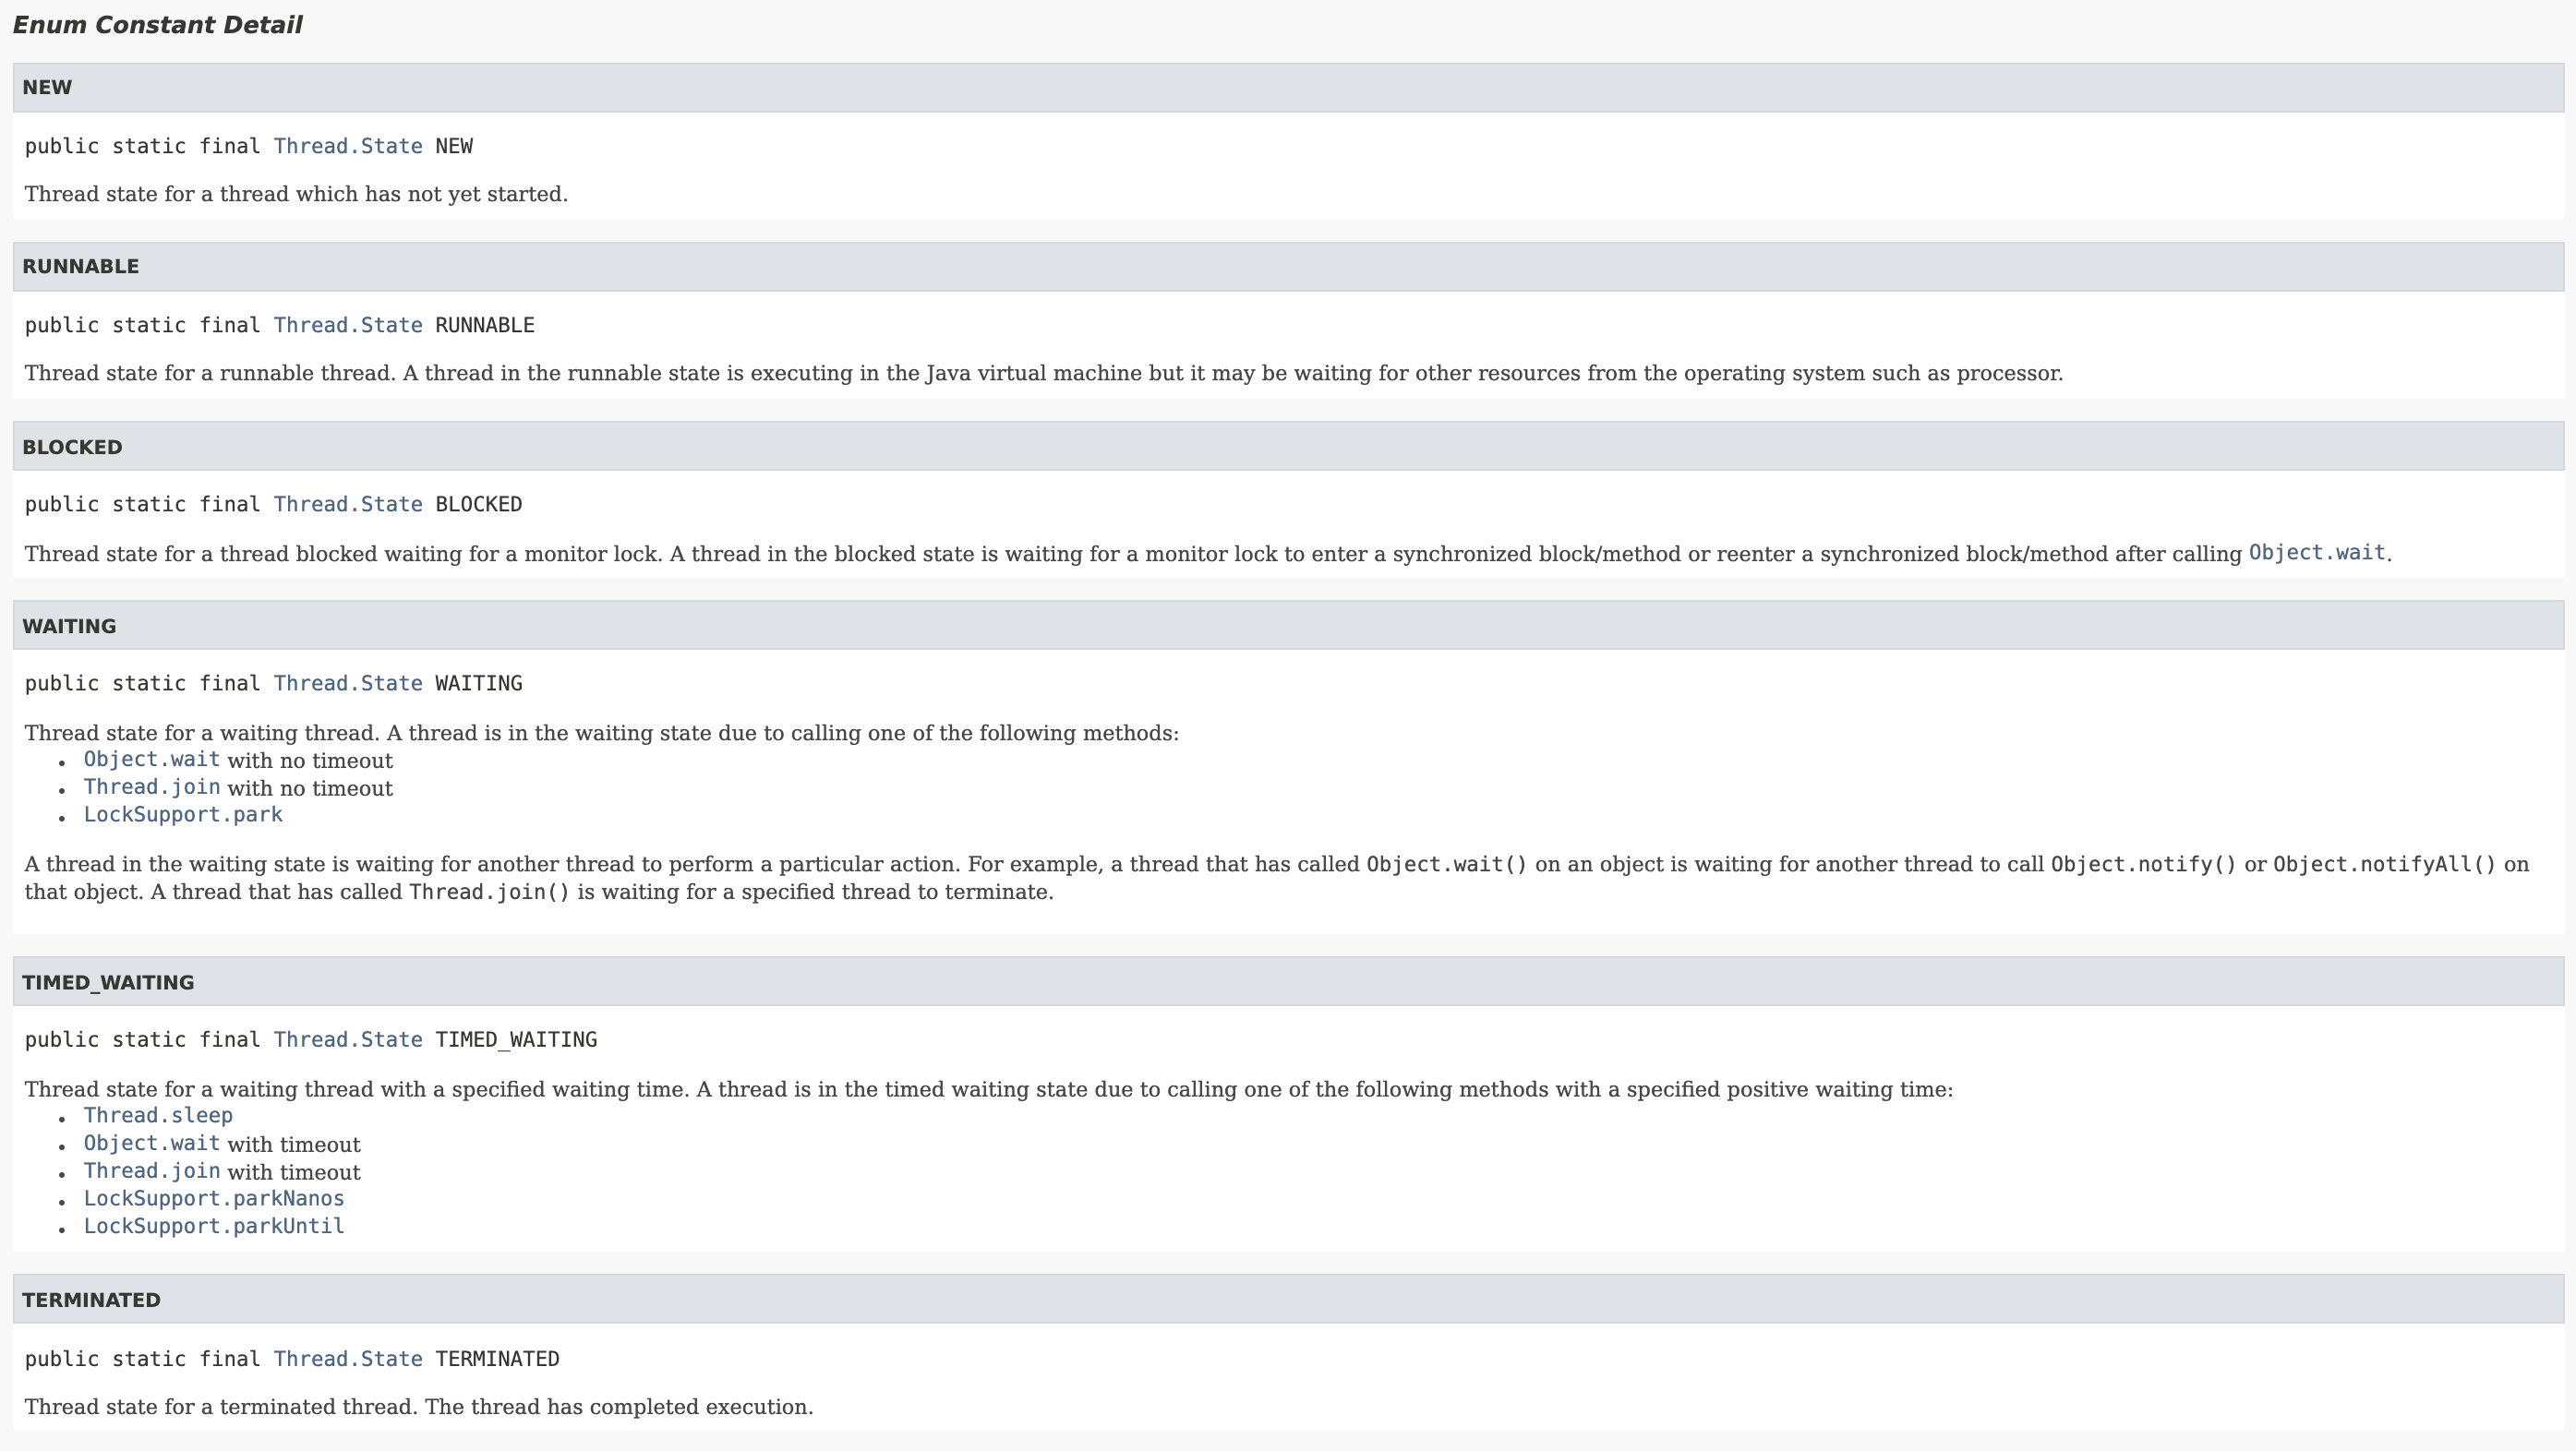 Enum Constant Detail
NEW
public static final Thread.State NEW
Thread state for a thread which has not yet started.
RUNNABLE
public static final Thread.State RUNNABLE
Thread state for a runnable thread. A thread in the runnable state is executing in the Java virtual machine but it may be waiting for other resources from the operating system such as processor.
BLOCKED
public static final Thread.State BLOCKED
Thread state for a thread blocked waiting for a monitor lock. A thread in the blocked state is waiting for a monitor lock to enter a synchronized block/method or reenter a synchronized block/method after calling Object.wait.
WAITING
public static final Thread.State WAITING
Thread state for a waiting thread. A thread is in the waiting state due to calling one of the following methods:
• Object.wait with no timeout
• Thread.join with no timeout
• LockSupport.park
A thread in the waiting state is waiting for another thread to perform a particular action. For example, a thread that has called Object.wait() on an object is waiting for another thread to call Object.notify() or Object.notifyAll() on
that object. A thread that has called Thread.join() is waiting for a specified thread to terminate.
TIMED_WAITING
public static final Thread.State TIMED_WAITING
Thread state for a waiting thread with a specified waiting time. A thread is in the timed waiting state due to calling one of the following methods with a specified positive waiting time:
• Thread.sleep
• Object.wait with timeout
• Thread.join with timeout
• LockSupport.parkNanos
• LockSupport.parkUntil
TERMINATED
public static final Thread.State TERMINATED
Thread state for a terminated thread. The thread has completed execution.